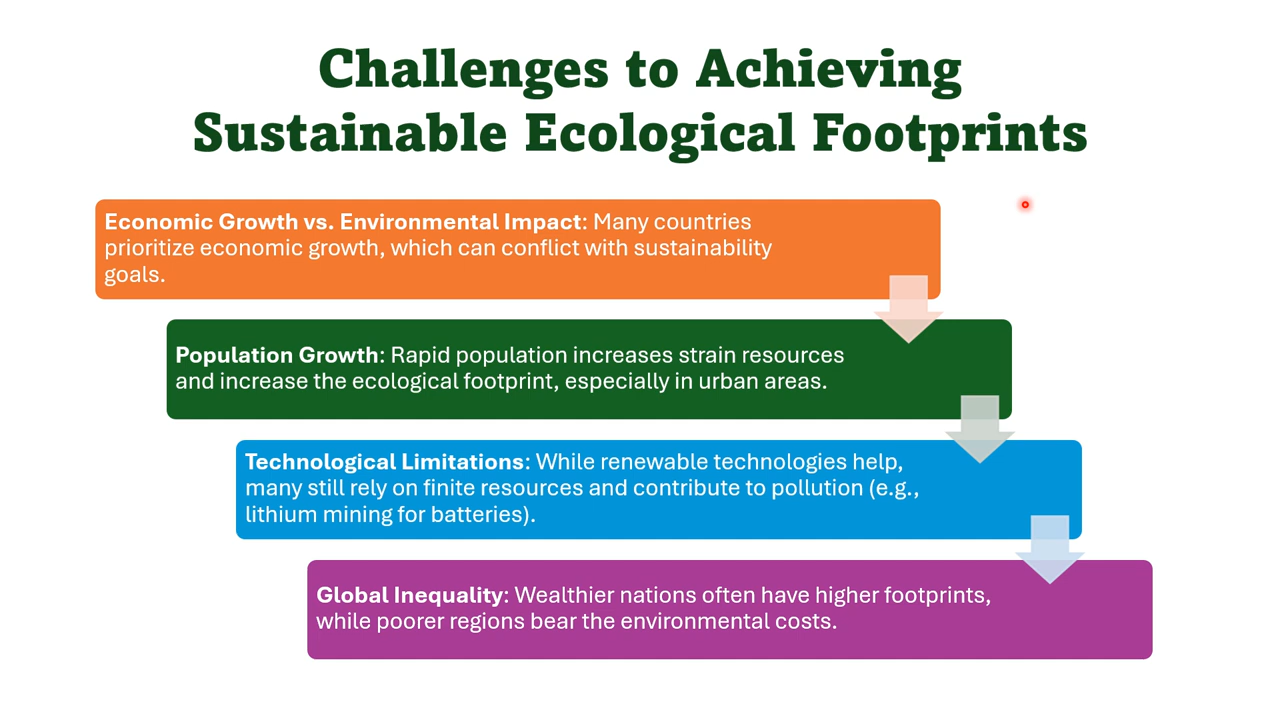 Challenges to Achieving
Sustainable Ecological Footprints
Economic Growth vs. Environmental Impact: Many countries
prioritize economic growth, which can conflict with sustainability
goals.
Population Growth: Rapid population increases strain resources
and increase the ecological footprint, especially in urban areas.
Technological Limitations: While renewable technologies help,
many still rely on finite resources and contribute to pollution (e.g.,
lithium mining for batteries).
Global Inequality: Wealthier nations often have higher footprints,
while poorer regions bear the environmental costs.